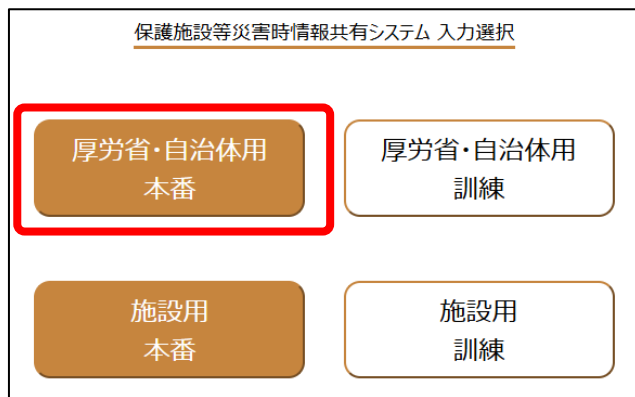 保護施設等災害時情報共有システム 入力選択
厚労省・自治体用
本番
厚労省・自治体用
訓練
施設用
本番
施設用
訓練